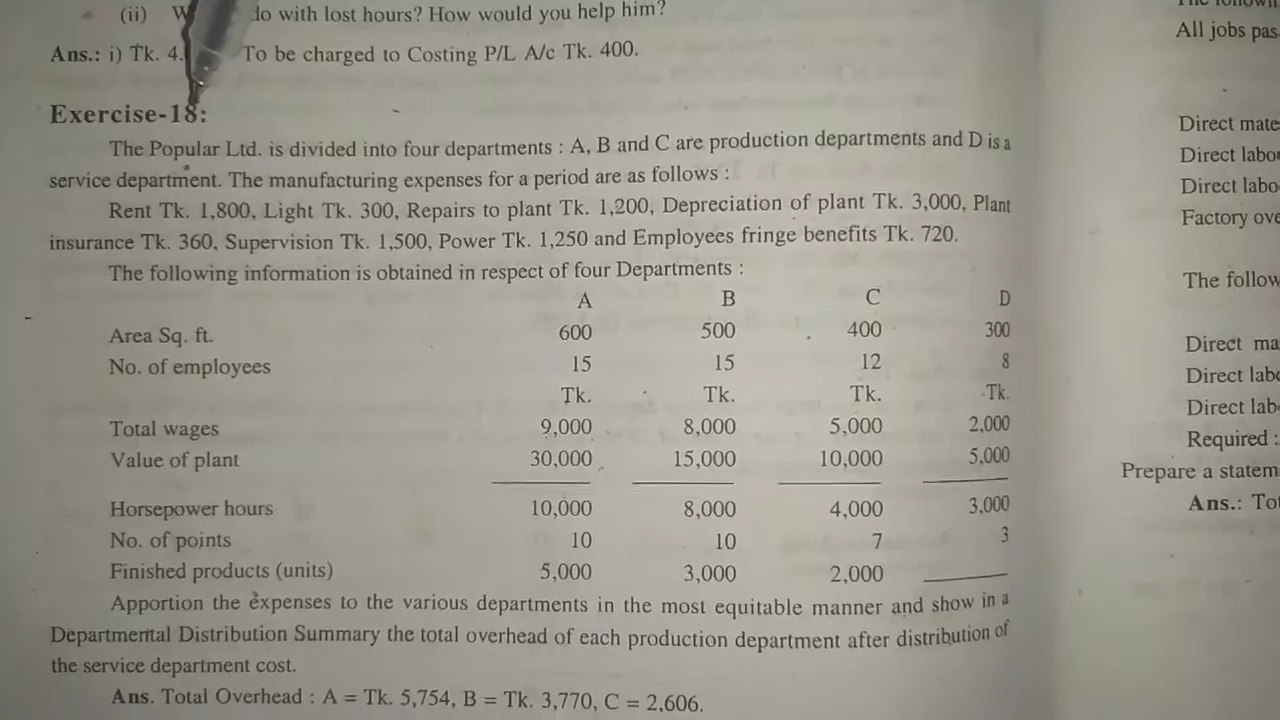 (ii) W do with lost hours? How would you help him?
Ans.: i) Tk. 4. To be charged to Costing P/L A/c Tk. 400.
Exercise-18:
The Popular Ltd. is divided into four departments : A, B and C are production departments and D is a
service department. The manufacturing expenses for a period are as follows :
Rent Tk. 1,800, Light Tk. 300, Repairs to plant Tk. 1,200, Depreciation of plant Tk. 3,000, Plant
insurance Tk. 360, Supervision Tk. 1,500, Power Tk. 1,250 and Employees fringe benefits Tk. 720.
The following information is obtained in respect of four Departments :
A B C D
Area Sq. ft. 600 500 400 300
No. of employees 15 15 12 8
Tk. Tk. Tk. Tk.
Total wages 9,000 8,000 5,000 2,000
Value of plant 30,000 15,000 10,000 5,000
Horsepower hours 10,000 8,000 4,000 3,000
No. of points 10 10 7 3
Finished products (units) 5,000 3,000 2,000
Apportion the expenses to the various departments in the most equitable manner and show in a
Departmental Distribution Summary the total overhead of each production department after distribution of
the service department cost.
Ans. Total Overhead : A = Tk. 5,754, B = Tk. 3,770, C = 2,606.
All jobs pas
Direct mate
Direct labou
Direct labo
Factory ove
The follow
Direct ma
Direct labo
Direct lab
Required :
Prepare a statem
Ans.: To